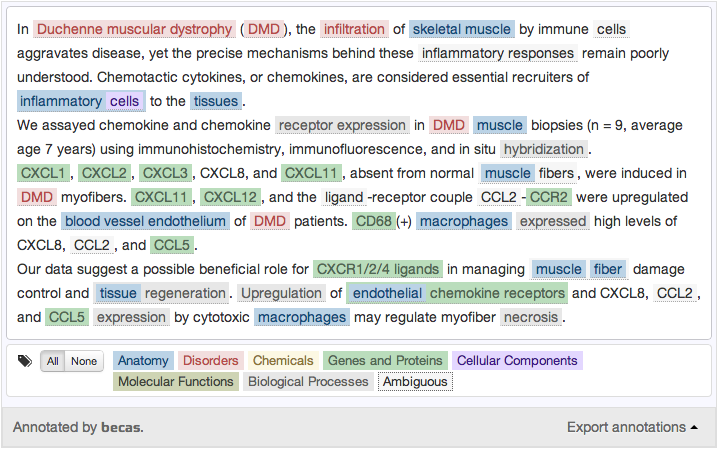 In Duchenne muscular dystrophy (DMD), the infiltration of skeletal muscle by immune cells
aggravates disease, yet the precise mechanisms behind these inflammatory responses remain poorly
understood. Chemotactic cytokines, or chemokines, are considered essential recruiters of
inflammatory cells to the tissues.
We assayed chemokine and chemokine receptor expression in DMD muscle biopsies (n = 9, average
age 7 years) using immunohistochemistry, immunofluorescence, and in situ hybridization.
CXCL1, CXCL2, CXCL3, CXCL8, and CXCL11, absent from normal muscle fibers, were induced in
DMD myofibers. CXCL11, CXCL12, and the ligand-receptor couple CCL2-CCR2 were upregulated
on the blood vessel endothelium of DMD patients. CD68(+) macrophages expressed high levels of
CXCL8, CCL2, and CCL5.
Our data suggest a possible beneficial role for CXCR1/2/4 ligands in managing muscle fiber damage
control and tissue regeneration. Upregulation of endothelial chemokine receptors and CXCL8, CCL2,
and CCL5 expression by cytotoxic macrophages may regulate myofiber necrosis.
All None Anatomy Disorders Chemicals Genes and Proteins Cellular Components
Molecular Functions Biological Processes Ambiguous
Annotated by becas. Export annotations